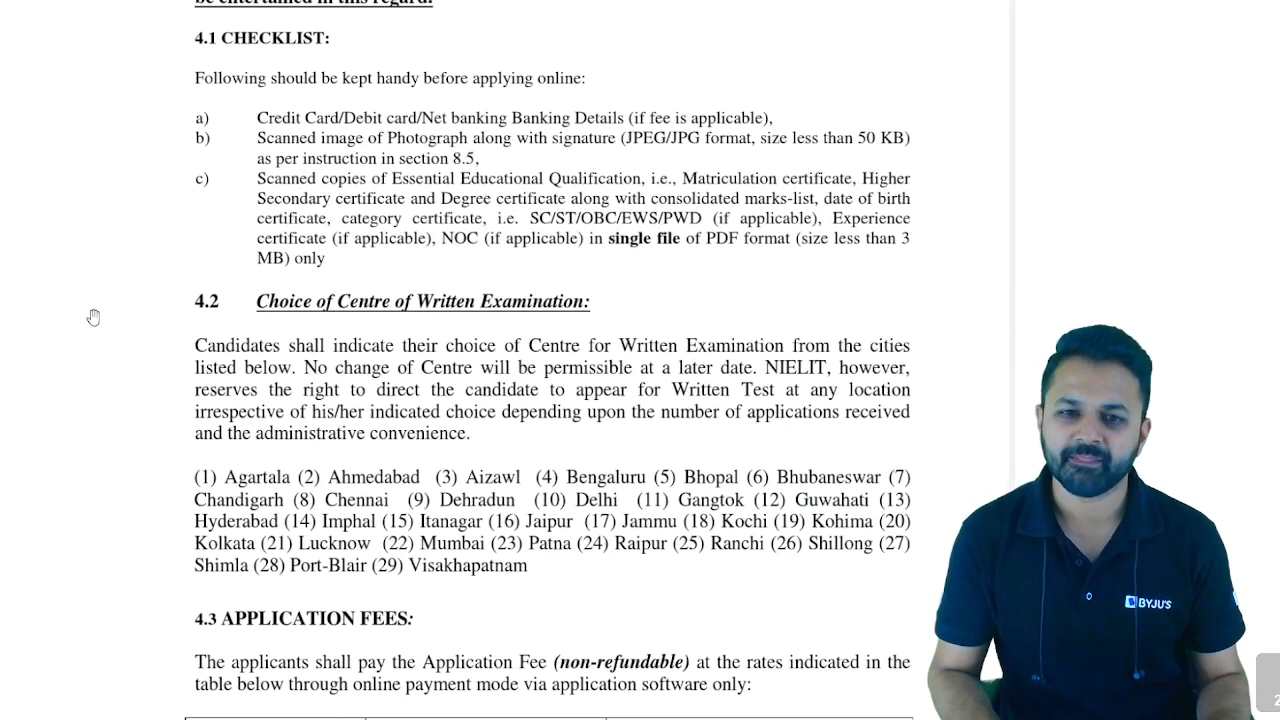 be entertained in this regard.
4.1 CHECKLIST:
Following should be kept handy before applying online:
a) Credit Card/Debit card/Net banking Banking Details (if fee is applicable),
b) Scanned image of Photograph along with signature (JPEG/JPG format, size less than 50 KB)
as per instruction in section 8.5,
c) Scanned copies of Essential Educational Qualification, i.e., Matriculation certificate, Higher
Secondary certificate and Degree certificate along with consolidated marks-list, date of birth
certificate, category certificate, i.e. SC/ST/OBC/EWS/PWD (if applicable), Experience
certificate (if applicable), NOC (if applicable) in single file of PDF format (size less than 3
MB) only
4.2 Choice of Centre of Written Examination:
Candidates shall indicate their choice of Centre for Written Examination from the cities
listed below. No change of Centre will be permissible at a later date. NIELIT, however,
reserves the right to direct the candidate to appear for Written Test at any location
irrespective of his/her indicated choice depending upon the number of applications received
and the administrative convenience.
(1) Agartala (2) Ahmedabad (3) Aizawl (4) Bengaluru (5) Bhopal (6) Bhubaneswar (7)
Chandigarh (8) Chennai (9) Dehradun (10) Delhi (11) Gangtok (12) Guwahati (13)
Hyderabad (14) Imphal (15) Itanagar (16) Jaipur (17) Jammu (18) Kochi (19) Kohima (20)
Kolkata (21) Lucknow (22) Mumbai (23) Patna (24) Raipur (25) Ranchi (26) Shillong (27)
Shimla (28) Port-Blair (29) Visakhapatnam
4.3 APPLICATION FEES:
The applicants shall pay the Application Fee (non-refundable) at the rates indicated in the
table below through online payment mode via application software only:
BYJU'S
2